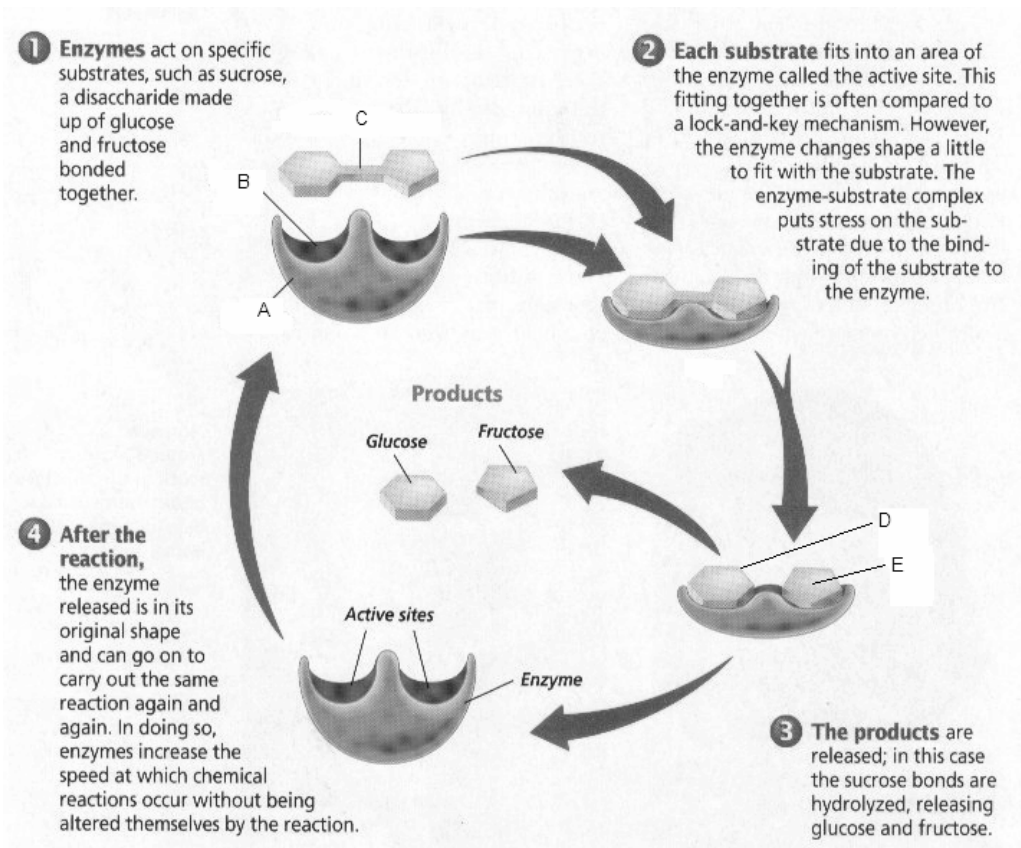 1 Enzymes act on specific
substrates, such as sucrose,
a disaccharide made
up of glucose
and fructose
bonded
together.
C
B
A
2 Each substrate fits into an area of
the enzyme called the active site. This
fitting together is often compared to
a lock-and-key mechanism. However,
the enzyme changes shape a little
to fit with the substrate. The
enzyme-substrate complex
puts stress on the sub-
strate due to the bind-
ing of the substrate to
the enzyme.
Products
Glucose
Fructose
D
E
4 After the
reaction,
the enzyme
released is in its
original shape
and can go on to
carry out the same
reaction again and
again. In doing so,
enzymes increase the
speed at which chemical
reactions occur without being
altered themselves by the reaction.
Active sites
Enzyme
3 The products are
released; in this case
the sucrose bonds are
hydrolyzed, releasing
glucose and fructose.